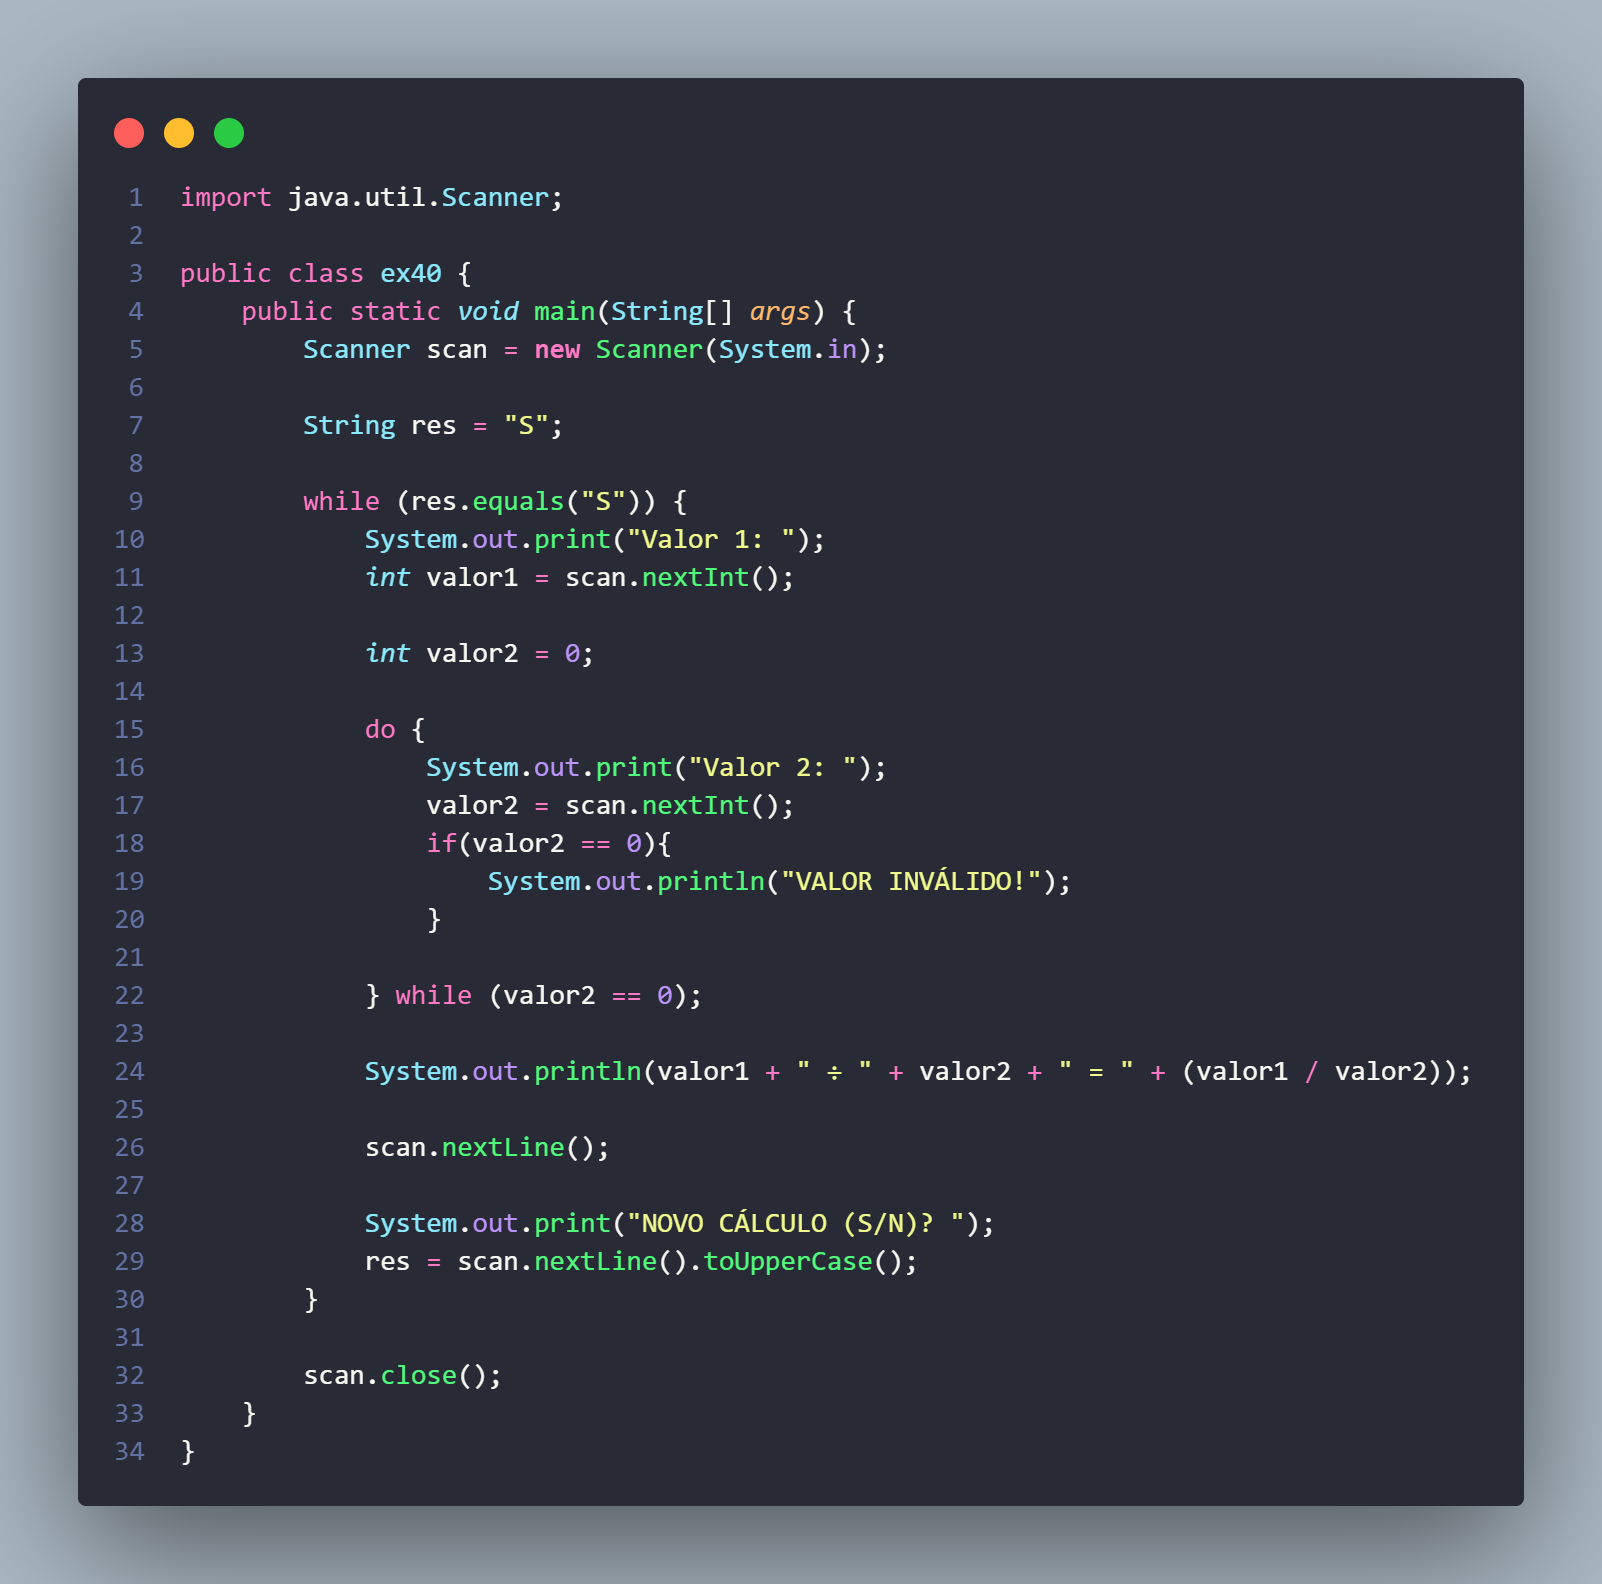 1 import java.util.Scanner;
2
3 public class ex40 {
4     public static void main(String[] args) {
5         Scanner scan = new Scanner(System.in);
6
7         String res = "S";
8
9         while (res.equals("S")) {
10             System.out.print("Valor 1: ");
11             int valor1 = scan.nextInt();
12
13             int valor2 = 0;
14
15             do {
16                 System.out.print("Valor 2: ");
17                 valor2 = scan.nextInt();
18                 if(valor2 == 0){
19                     System.out.println("VALOR INVÁLIDO!");
20                 }
21
22             } while (valor2 == 0);
23
24             System.out.println(valor1 + " ÷ " + valor2 + " = " + (valor1 / valor2));
25
26             scan.nextLine();
27
28             System.out.print("NOVO CÁLCULO (S/N)? ");
29             res = scan.nextLine().toUpperCase();
30         }
31
32         scan.close();
33     }
34 }